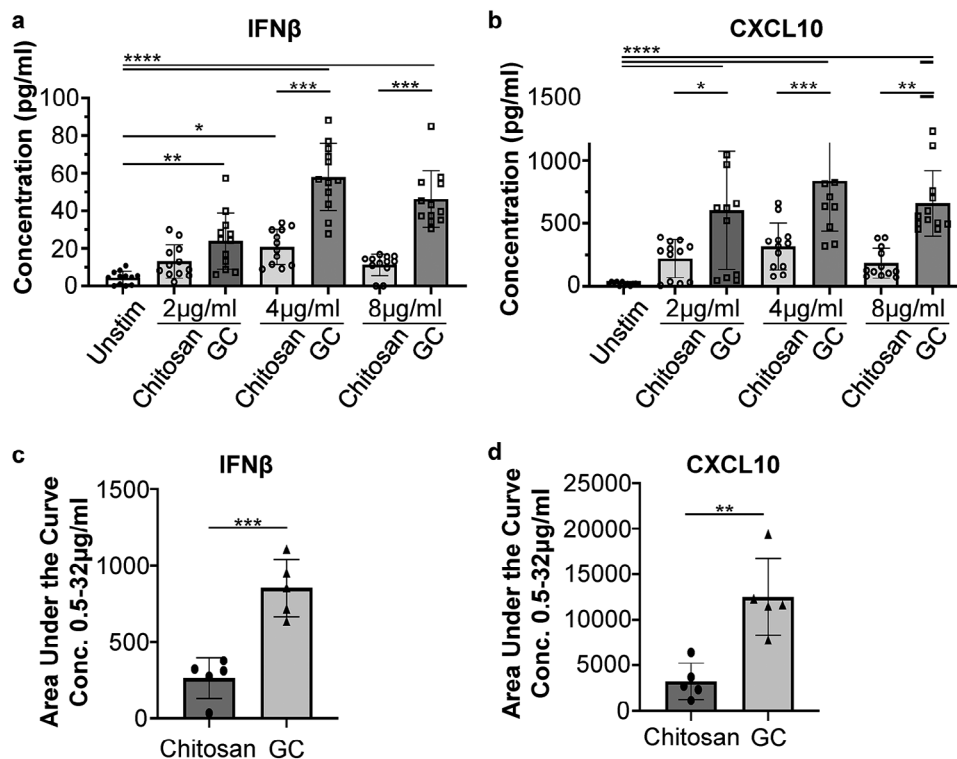 a
IFNβ
****
*** ***
*
**
Concentration (pg/ml)
100
80
60
40
20
0
2µg/ml 4µg/ml 8µg/ml
Unstim Chitosan GC Chitosan GC Chitosan GC
b
CXCL10
****
* *** **
Concentration (pg/ml)
1500
1000
500
0
2µg/ml 4µg/ml 8µg/ml
Unstim Chitosan GC Chitosan GC Chitosan GC
c
IFNβ
***
Area Under the Curve
Conc. 0.5-32µg/ml
1500
1000
500
0
Chitosan GC
d
CXCL10
**
Area Under the Curve
Conc. 0.5-32µg/ml
25000
20000
15000
10000
5000
0
Chitosan GC